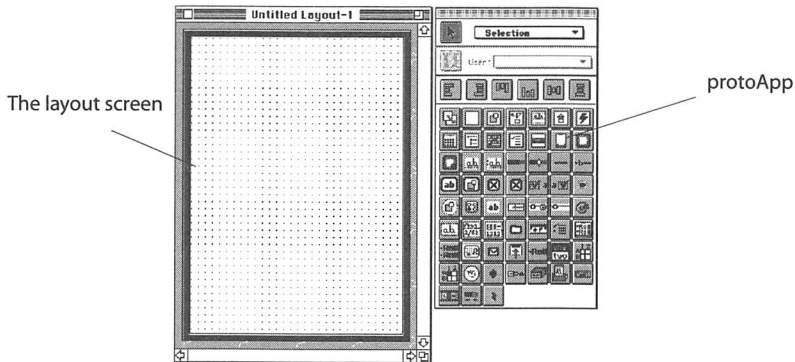 Untitled Layout-1
Selection
User:
The layout screen
protoApp